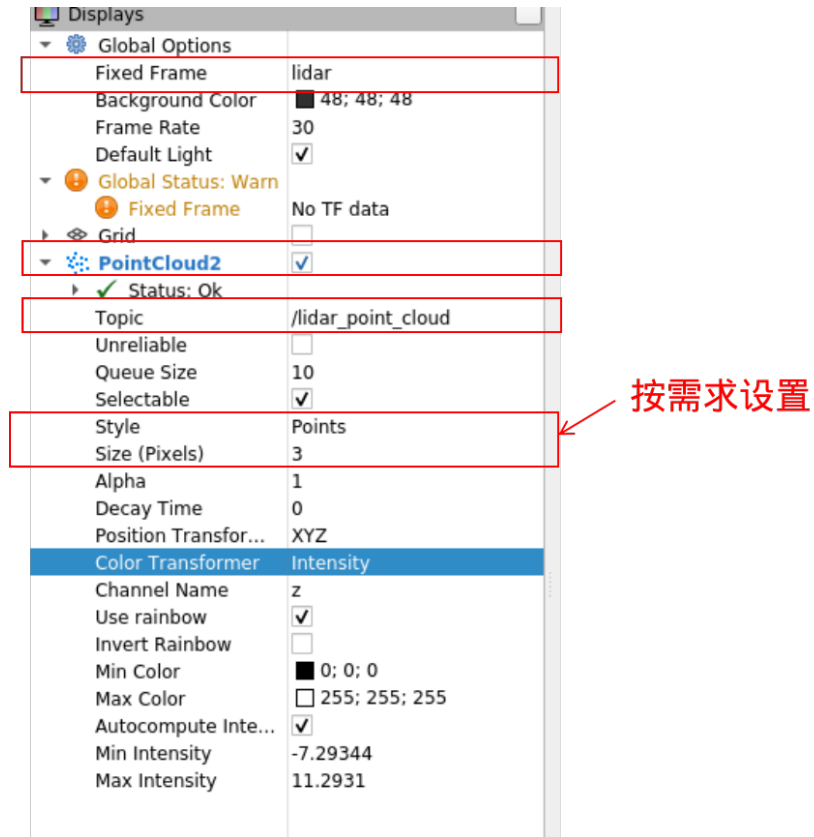 Displays
Global Options
Fixed Frame lidar
Background Color 48; 48; 48
Frame Rate 30
Default Light
Global Status: Warn
Fixed Frame No TF data
Grid
PointCloud2
Status: Ok
Topic /lidar_point_cloud
Unreliable
Queue Size 10
Selectable
按需求设置
Style Points
Size (Pixels) 3
Alpha 1
Decay Time 0
Position Transfor... XYZ
Color Transformer Intensity
Channel Name z
Use rainbow
Invert Rainbow
Min Color 0; 0; 0
Max Color 255; 255; 255
Autocompute Inte...
Min Intensity -7.29344
Max Intensity 11.2931